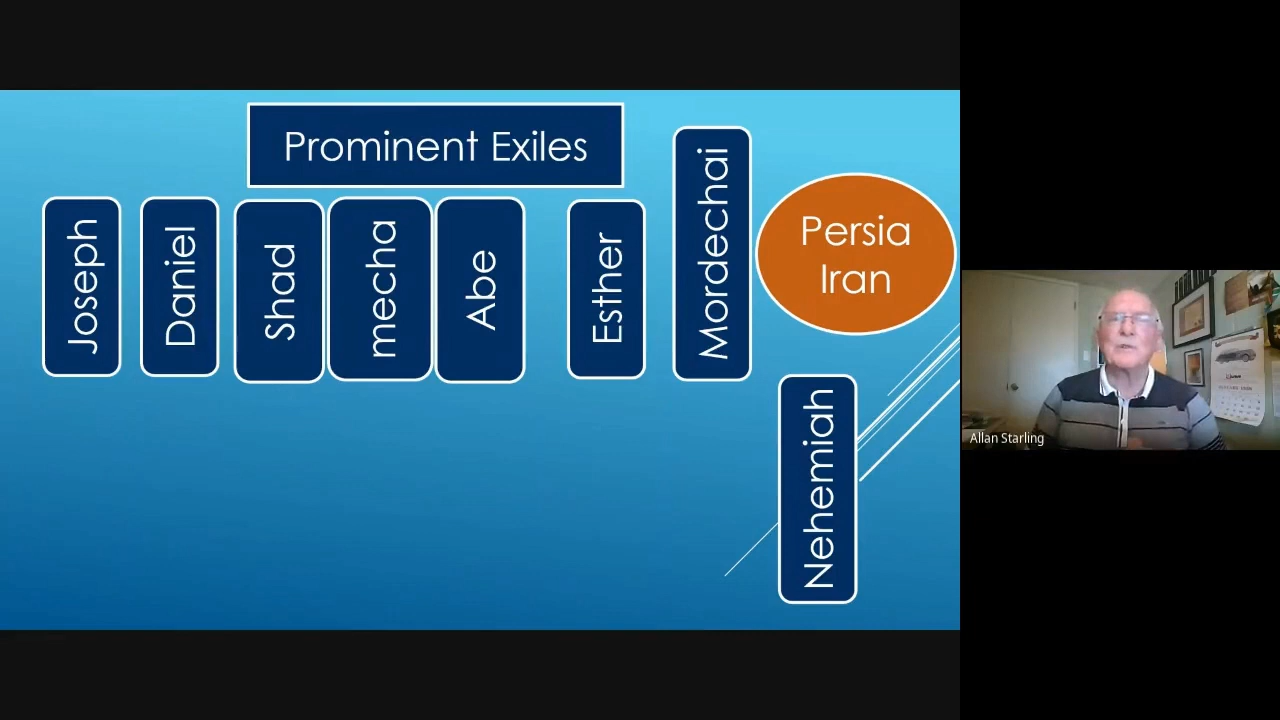 Prominent Exiles
Joseph
Daniel
Shad
mecha
Abe
Esther
Mordechai
Persia
Iran
Nehemiah
Allan Starling